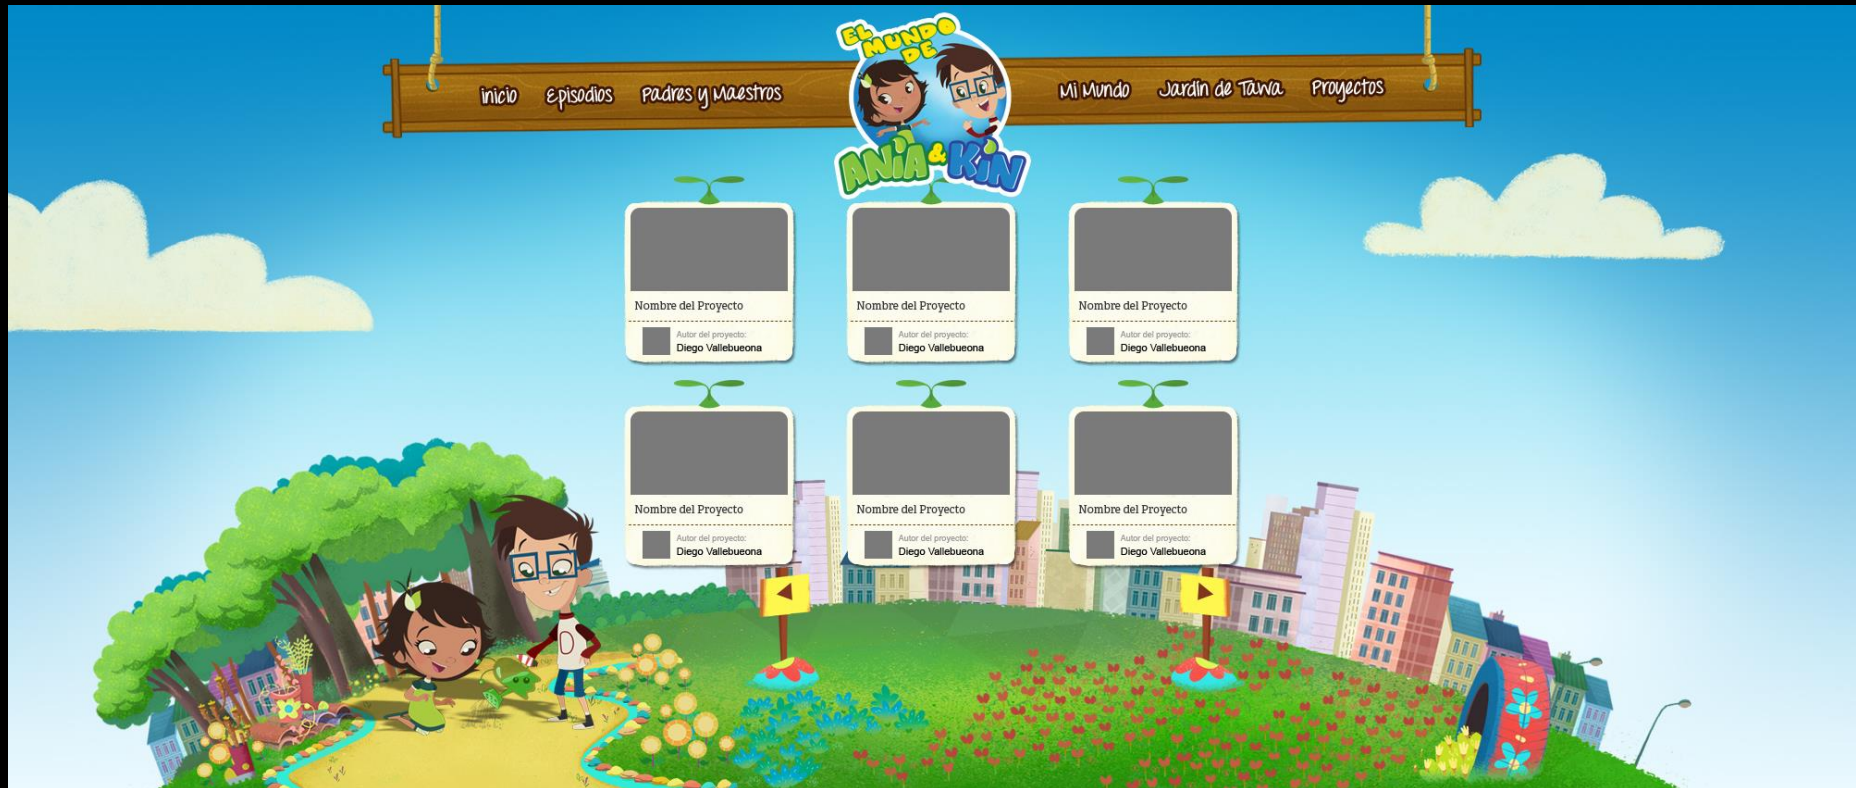 inicio
Episodios
Padres y Maestros
EL
MUNDO
DE
ANIA & KIN
Mi Mundo
Jardín de Tawa
Proyectos
Nombre del Proyecto
Autor del proyecto:
Diego Vallebueona
Nombre del Proyecto
Autor del proyecto:
Diego Vallebueona
Nombre del Proyecto
Autor del proyecto:
Diego Vallebueona
Nombre del Proyecto
Autor del proyecto:
Diego Vallebueona
Nombre del Proyecto
Autor del proyecto:
Diego Vallebueona
Nombre del Proyecto
Autor del proyecto:
Diego Vallebueona
D